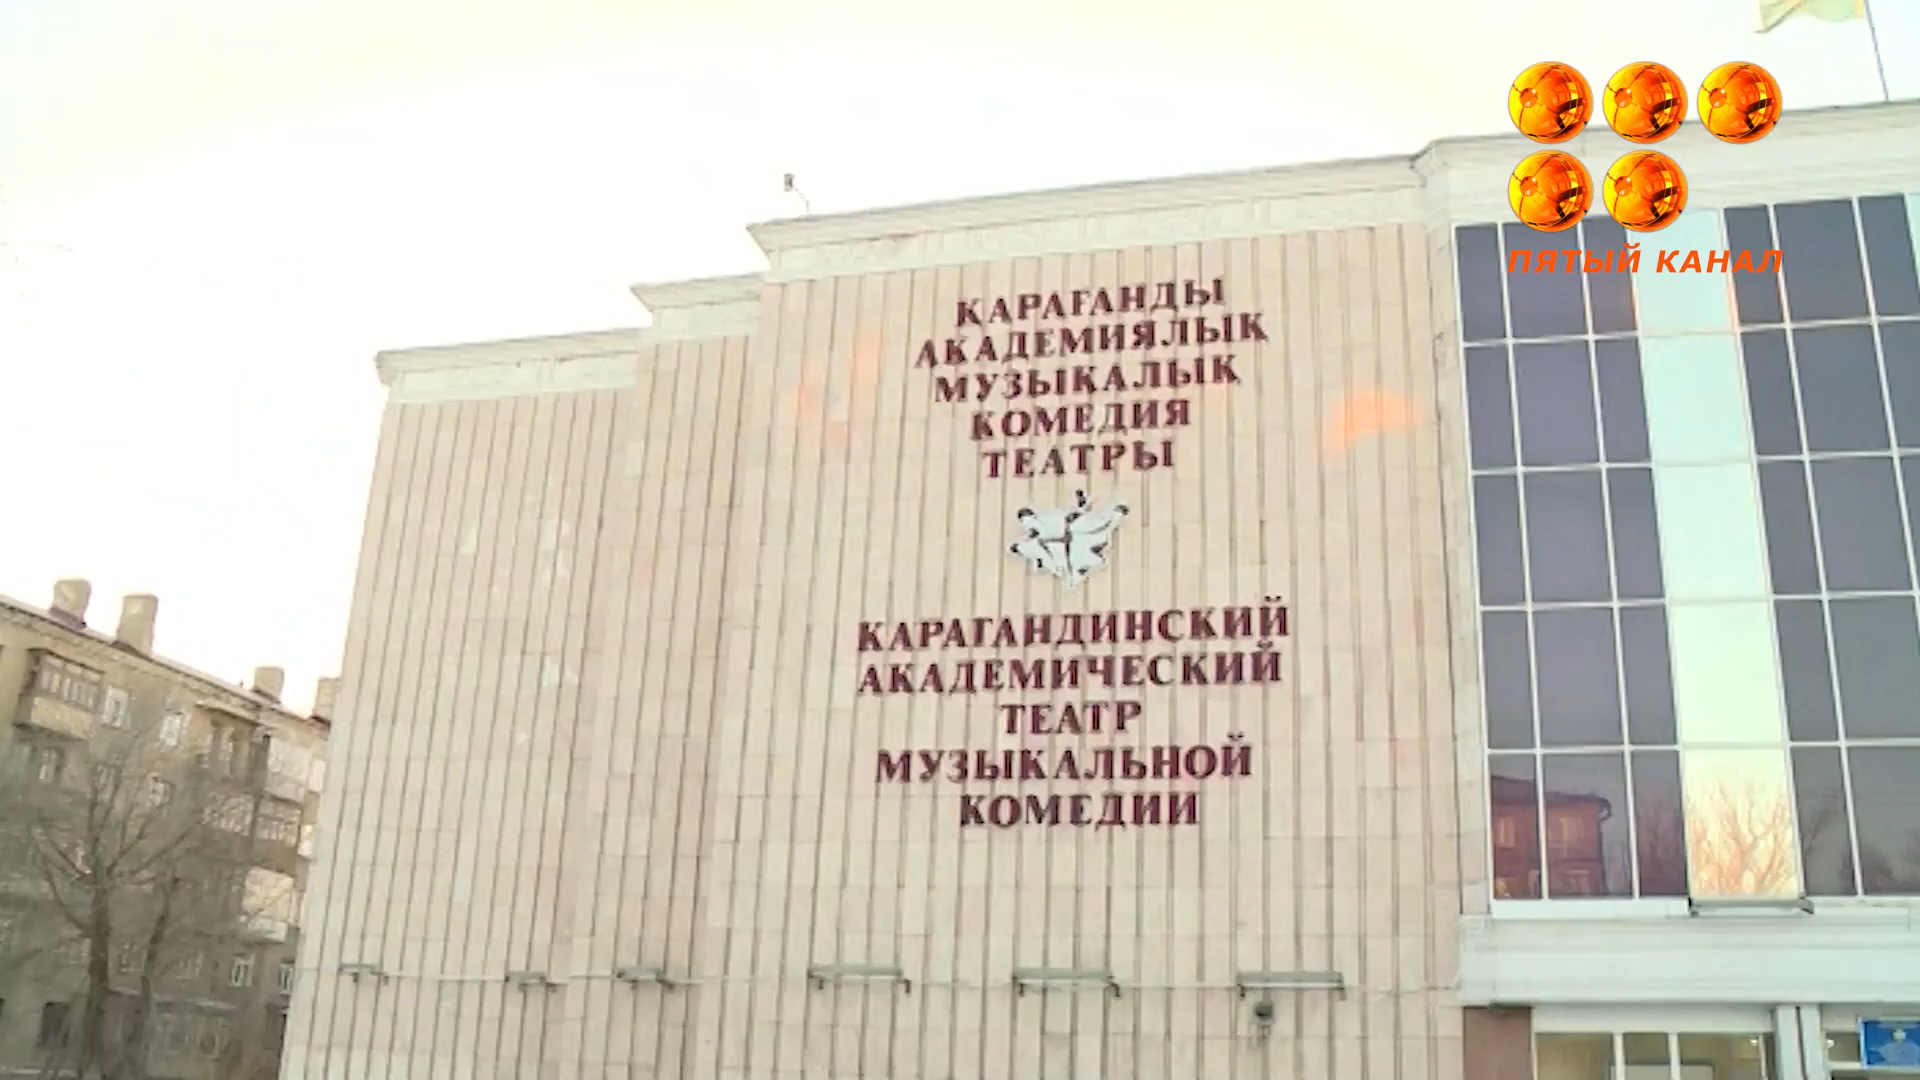 ПЯТЫЙ КАНАЛ
ҚАРАҒАНДЫ
АКАДЕМИЯЛЫҚ
МУЗЫКАЛЫҚ
КОМЕДИЯ
ТЕАТРЫ
КАРАГАНДИНСКИЙ
АКАДЕМИЧЕСКИЙ
ТЕАТР
МУЗЫКАЛЬНОЙ
КОМЕДИИ